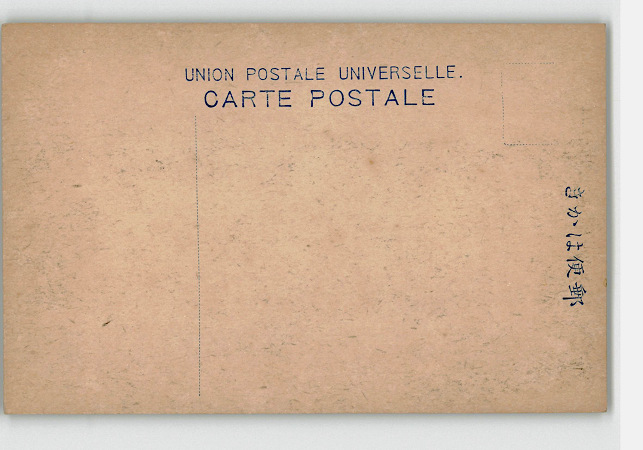 UNION POSTALE UNIVERSELLE.
CARTE POSTALE
きかは便郵